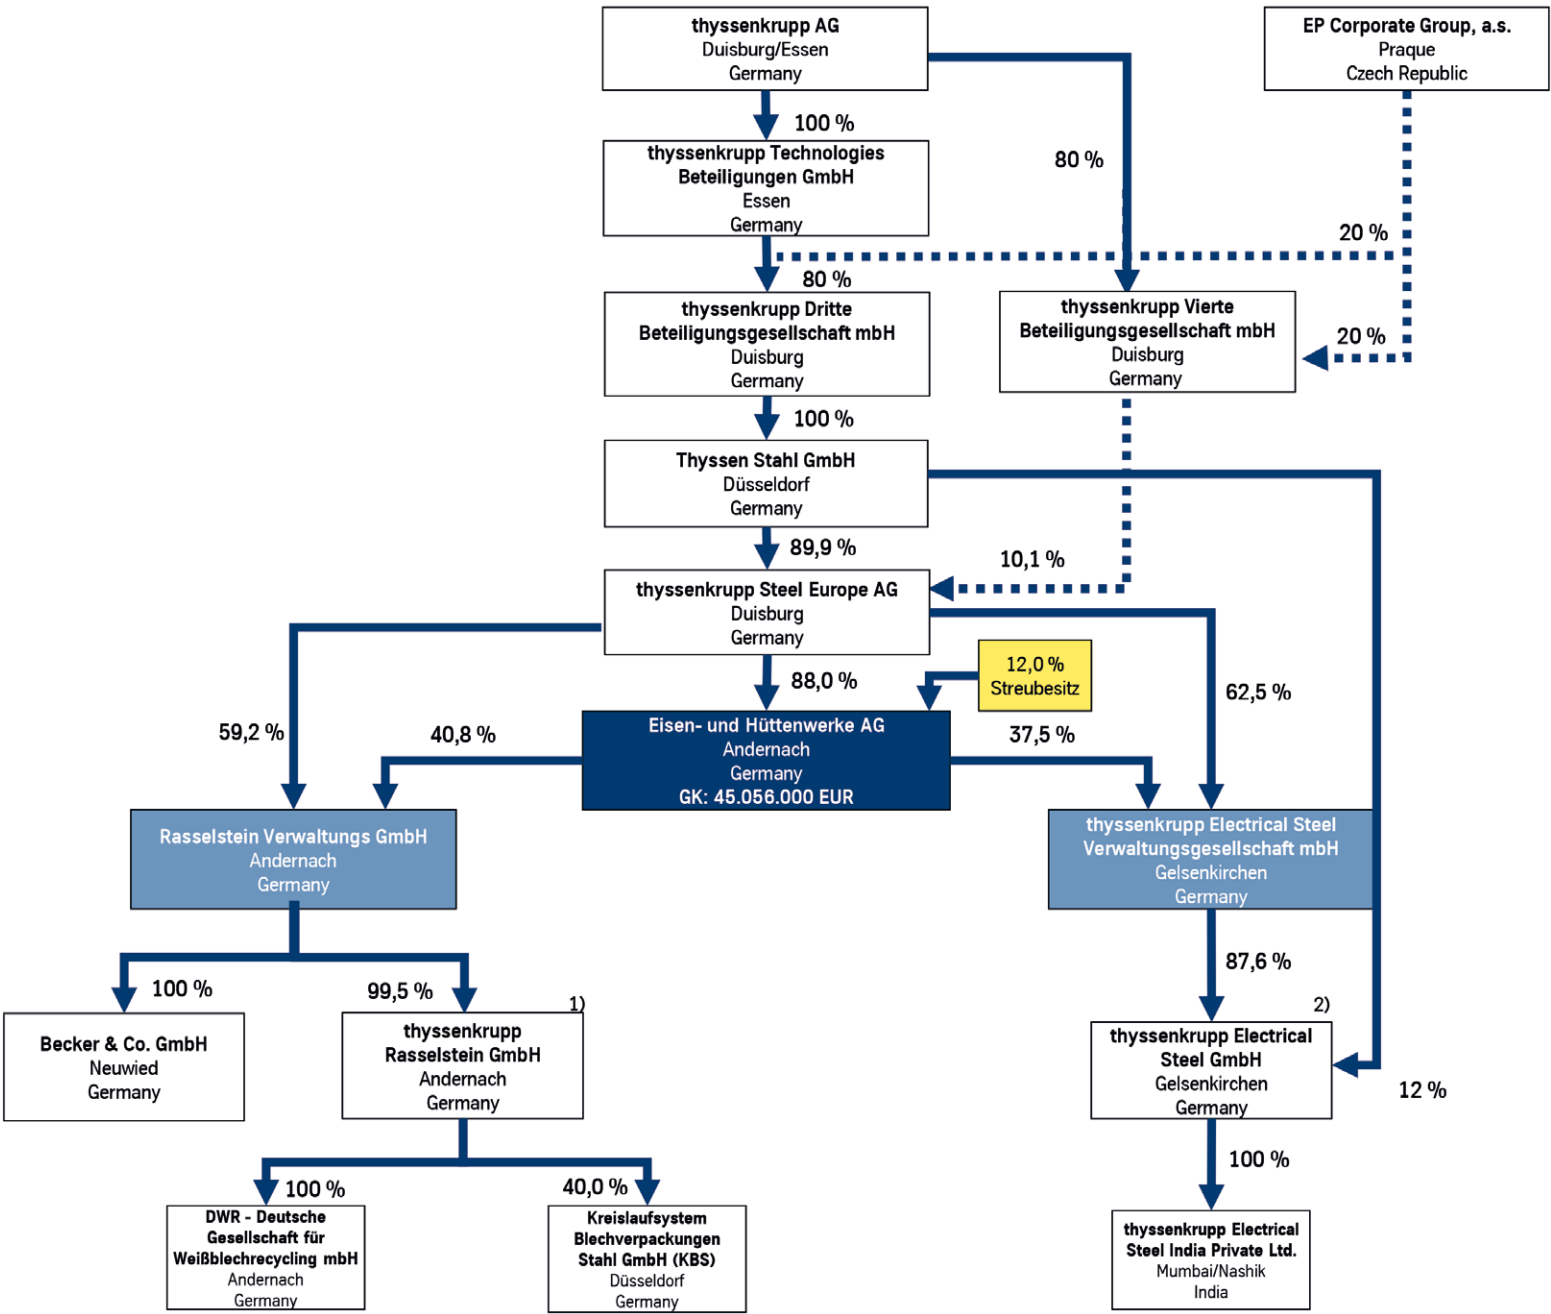 thyssenkrupp AG
Duisburg/Essen
Germany
EP Corporate Group, a.s.
Praque
Czech Republic
100 %
80 %
thyssenkrupp Technologies
Beteiligungen GmbH
Essen
Germany
20 %
80 %
thyssenkrupp Dritte
Beteiligungsgesellschaft mbH
Duisburg
Germany
thyssenkrupp Vierte
Beteiligungsgesellschaft mbH
Duisburg
Germany
20 %
100 %
Thyssen Stahl GmbH
Düsseldorf
Germany
89,9 %
10,1 %
thyssenkrupp Steel Europe AG
Duisburg
Germany
12,0 %
Streubesitz
88,0 %
62,5 %
59,2 %
40,8 %
37,5 %
Eisen- und Hüttenwerke AG
Andernach
Germany
GK: 45.056.000 EUR
Rasselstein Verwaltungs GmbH
Andernach
Germany
thyssenkrupp Electrical Steel
Verwaltungsgesellschaft mbH
Gelsenkirchen
Germany
87,6 %
100 %
99,5 %
1)
2)
Becker & Co. GmbH
Neuwied
Germany
thyssenkrupp
Rasselstein GmbH
Andernach
Germany
thyssenkrupp Electrical
Steel GmbH
Gelsenkirchen
Germany
12 %
100 %
40,0 %
100 %
DWR - Deutsche
Gesellschaft für
Weißblechrecycling mbH
Andernach
Germany
Kreislaufsystem
Blechverpackungen
Stahl GmbH (KBS)
Düsseldorf
Germany
thyssenkrupp Electrical
Steel India Private Ltd.
Mumbai/Nashik
India